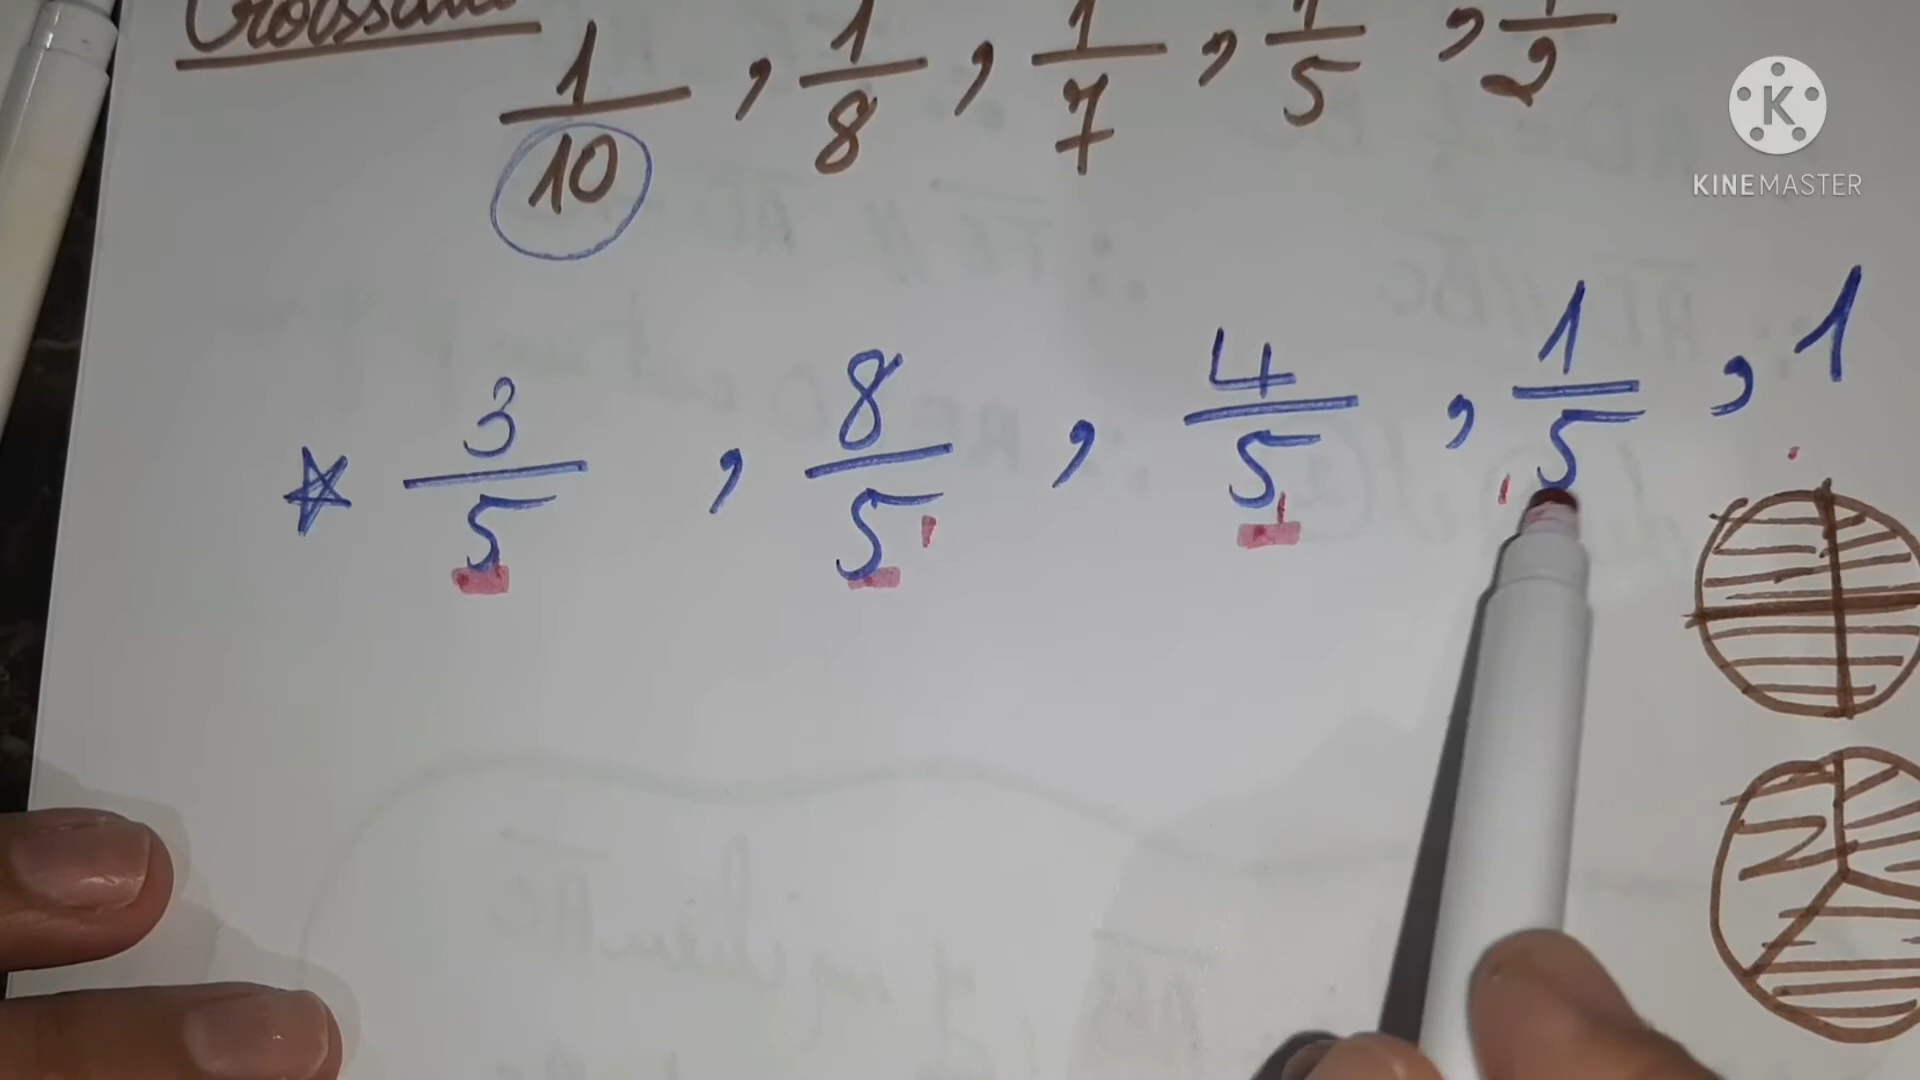 Croissant
1/10 , 1/8 , 1/7 , 1/5 , 1/2
K
KINEMASTER
3/5 , 8/5 , 4/5 , 1/5 , 1